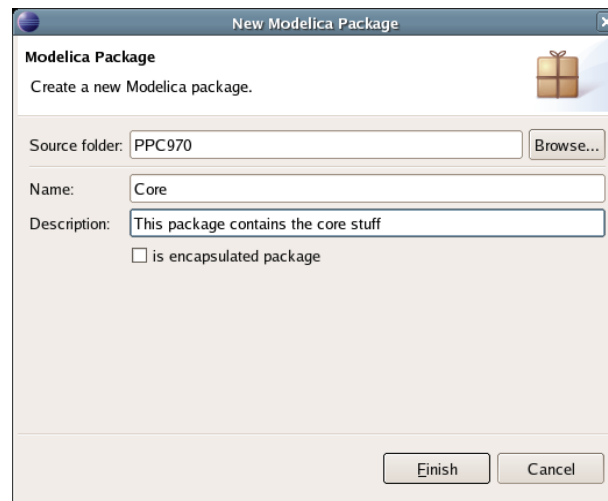 New Modelica Package
Modelica Package
Create a new Modelica package.
Source folder: PPC970 Browse...
Name: Core
Description: This package contains the core stuff
is encapsulated package
Finish Cancel